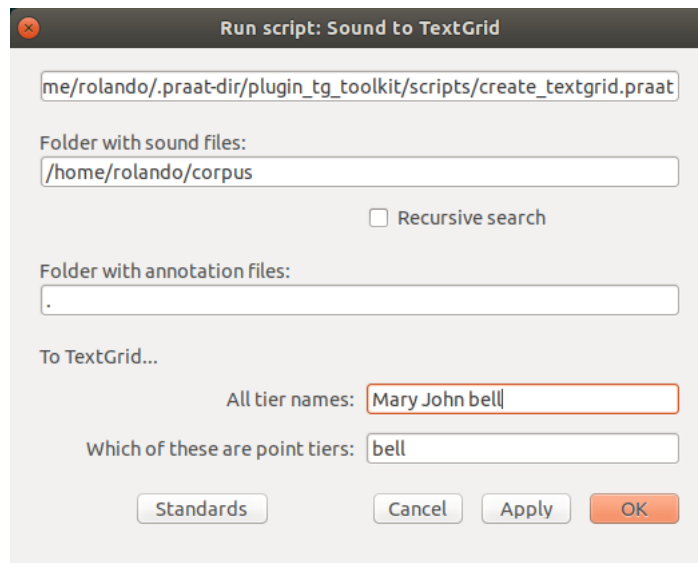 Run script: Sound to TextGrid
me/rolando/.praat-dir/plugin_tg_toolkit/scripts/create_textgrid.praat
Folder with sound files:
/home/rolando/corpus
Recursive search
Folder with annotation files:
.
To TextGrid...
All tier names: Mary John bell
Which of these are point tiers: bell
Standards Cancel Apply OK